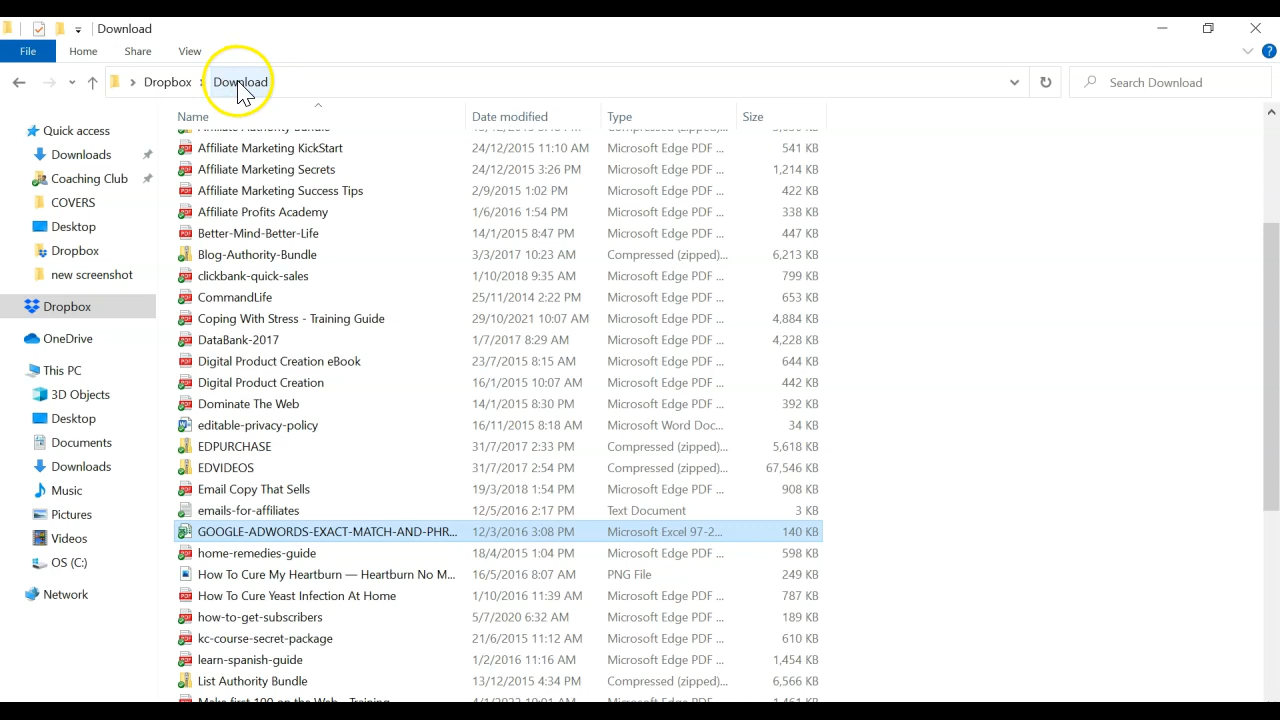 Download
File Home Share View
Dropbox Download Search Download
Name Date modified Type Size
Affiliate Marketing KickStart 24/12/2015 11:10 AM Microsoft Edge PDF ... 541 KB
Affiliate Marketing Secrets 24/12/2015 3:26 PM Microsoft Edge PDF ... 1,214 KB
Affiliate Marketing Success Tips 2/9/2015 1:02 PM Microsoft Edge PDF ... 422 KB
Affiliate Profits Academy 1/6/2016 1:54 PM Microsoft Edge PDF ... 338 KB
Better-Mind-Better-Life 14/1/2015 8:47 PM Microsoft Edge PDF ... 447 KB
Blog-Authority-Bundle 3/3/2017 10:23 AM Compressed (zipped)... 6,213 KB
clickbank-quick-sales 1/10/2018 9:35 AM Microsoft Edge PDF ... 799 KB
CommandLife 25/11/2014 2:22 PM Microsoft Edge PDF ... 653 KB
Coping With Stress - Training Guide 29/10/2021 10:07 AM Microsoft Edge PDF ... 4,884 KB
DataBank-2017 1/7/2017 8:29 AM Microsoft Edge PDF ... 4,228 KB
Digital Product Creation eBook 23/7/2015 8:15 AM Microsoft Edge PDF ... 644 KB
Digital Product Creation 16/1/2015 10:07 AM Microsoft Edge PDF ... 442 KB
Dominate The Web 14/1/2015 8:30 PM Microsoft Edge PDF ... 392 KB
editable-privacy-policy 16/11/2015 8:18 AM Microsoft Word Doc... 34 KB
EDPURCHASE 31/7/2017 2:33 PM Compressed (zipped)... 5,618 KB
EDVIDEOS 31/7/2017 2:54 PM Compressed (zipped)... 67,546 KB
Email Copy That Sells 19/3/2018 1:54 PM Microsoft Edge PDF ... 908 KB
emails-for-affiliates 12/5/2016 2:17 PM Text Document 3 KB
GOOGLE-ADWORDS-EXACT-MATCH-AND-PHR... 12/3/2016 3:08 PM Microsoft Excel 97-2... 140 KB
home-remedies-guide 18/4/2015 1:04 PM Microsoft Edge PDF ... 598 KB
How To Cure My Heartburn — Heartburn No M... 16/5/2016 8:07 AM PNG File 249 KB
How To Cure Yeast Infection At Home 1/10/2016 11:39 AM Microsoft Edge PDF ... 787 KB
how-to-get-subscribers 5/7/2020 6:32 AM Microsoft Edge PDF ... 189 KB
kc-course-secret-package 21/6/2015 11:12 AM Microsoft Edge PDF ... 610 KB
learn-spanish-guide 1/2/2016 11:16 AM Microsoft Edge PDF ... 1,454 KB
List Authority Bundle 13/12/2015 4:34 PM Compressed (zipped)... 6,566 KB
Quick access
Downloads
Coaching Club
COVERS
Desktop
Dropbox
new screenshot
Dropbox
OneDrive
This PC
3D Objects
Desktop
Documents
Downloads
Music
Pictures
Videos
OS (C:)
Network